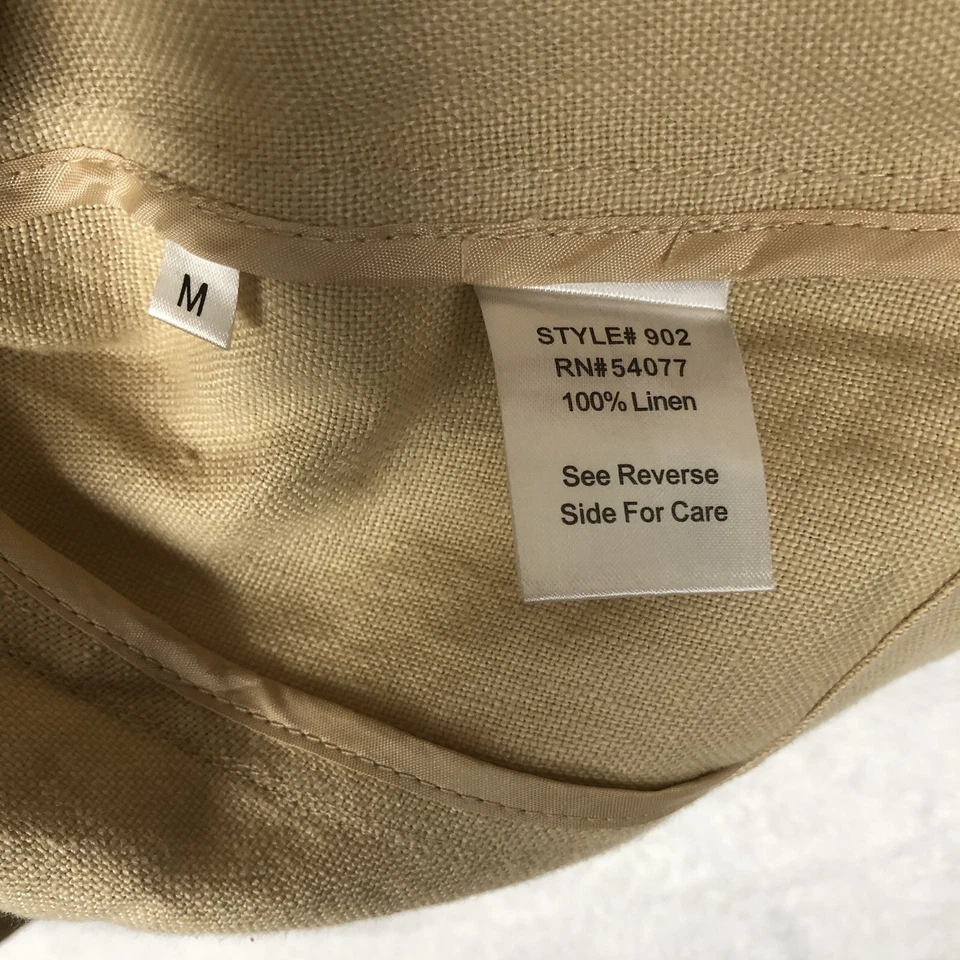 M
STYLE# 902
RN#54077
100% Linen
See Reverse
Side For Care